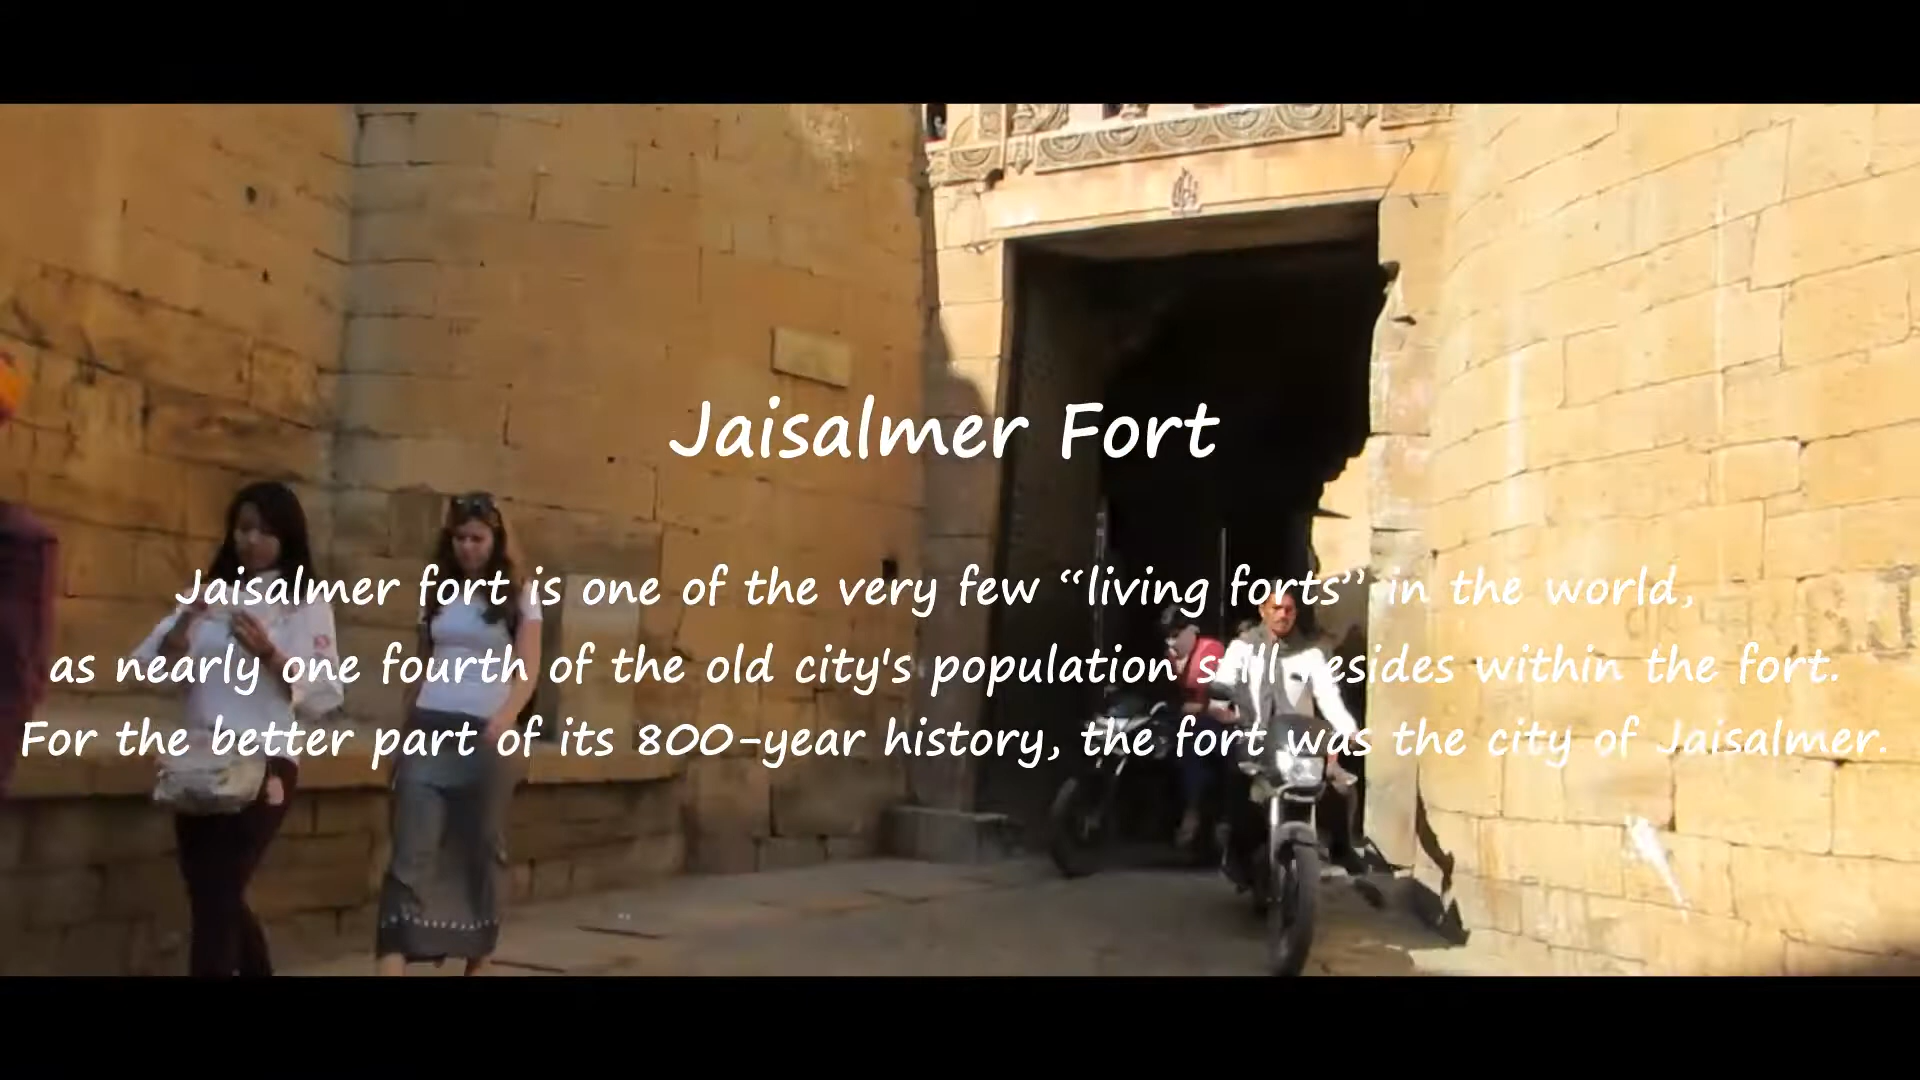 Jaisalmer Fort
Jaisalmer fort is one of the very few “living forts” in the world,
as nearly one fourth of the old city's population still resides within the fort.
For the better part of its 800-year history, the fort was the city of Jaisalmer.